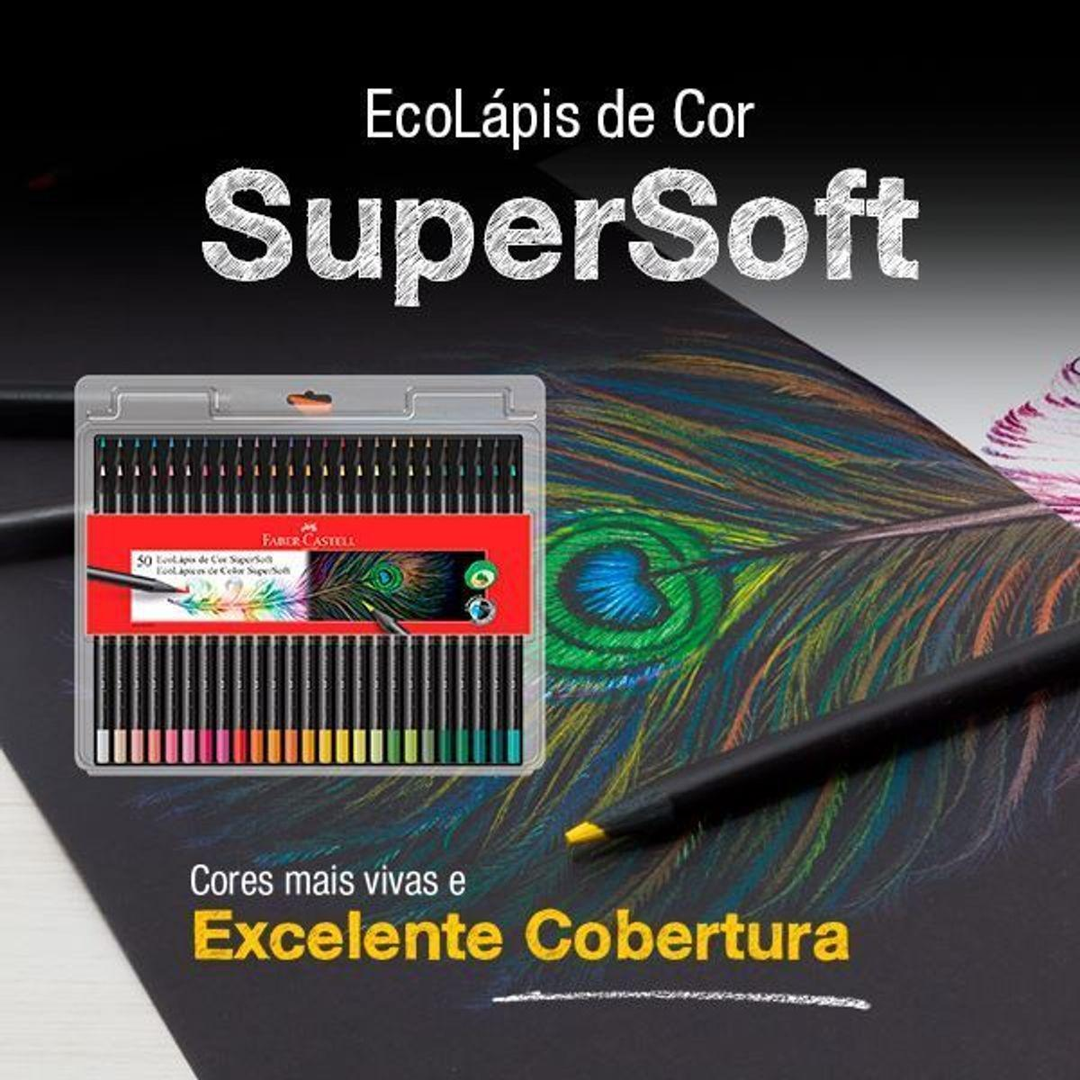 EcoLápis de Cor
SuperSoft
FABER-CASTELL
50 EcoLápis de Cor SuperSoft
EcoLápices de Color SuperSoft
Cores mais vivas e
Excelente Cobertura